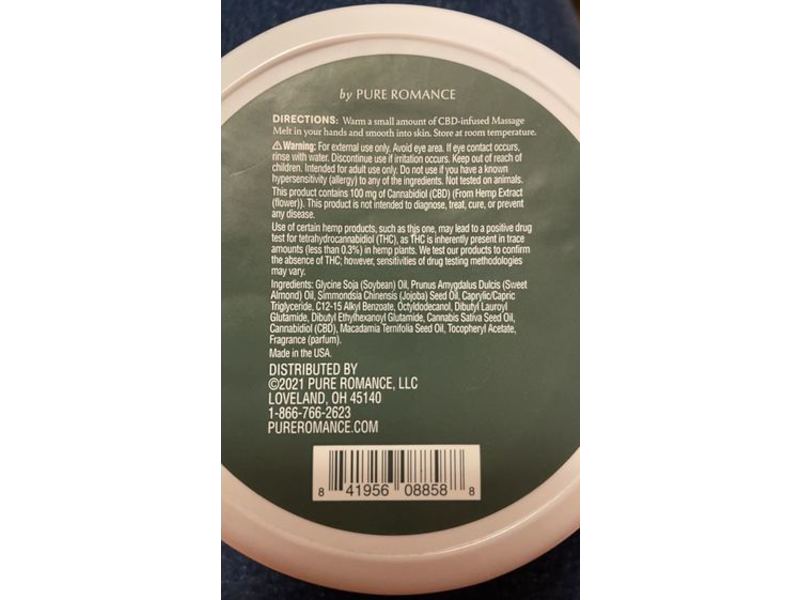 by PURE ROMANCE
DIRECTIONS: Warm a small amount of CBD-infused Massage
Melt in your hands and smooth into skin. Store at room temperature.
⚠Warning: For external use only. Avoid eye area. If eye contact occurs,
rinse with water. Discontinue use if irritation occurs. Keep out of reach of
children. Intended for adult use only. Do not use if you have a known
hypersensitivity (allergy) to any of the ingredients. Not tested on animals.
This product contains 100 mg of Cannabidiol (CBD) (From Hemp Extract
(flower)). This product is not intended to diagnose, treat, cure, or prevent
any disease.
Use of certain hemp products, such as this one, may lead to a positive drug
test for tetrahydrocannabidiol (THC), as THC is inherently present in trace
amounts (less than 0.3%) in hemp plants. We test our products to confirm
the absence of THC; however, sensitivities of drug testing methodologies
may vary.
Ingredients: Glycine Soja (Soybean) Oil, Prunus Amygdalus Dulcis (Sweet
Almond) Oil, Simmondsia Chinensis (Jojoba) Seed Oil, Caprylic/Capric
Triglyceride, C12-15 Alkyl Benzoate, Octyldodecanol, Dibutyl Lauroyl
Glutamide, Dibutyl Ethylhexanoyl Glutamide, Cannabis Sativa Seed Oil,
Cannabidiol (CBD), Macadamia Ternifolia Seed Oil, Tocopheryl Acetate,
Fragrance (parfum).
Made in the USA.
DISTRIBUTED BY
©2021 PURE ROMANCE, LLC
LOVELAND, OH 45140
1-866-766-2623
PUREROMANCE.COM
8 41956 08858 8